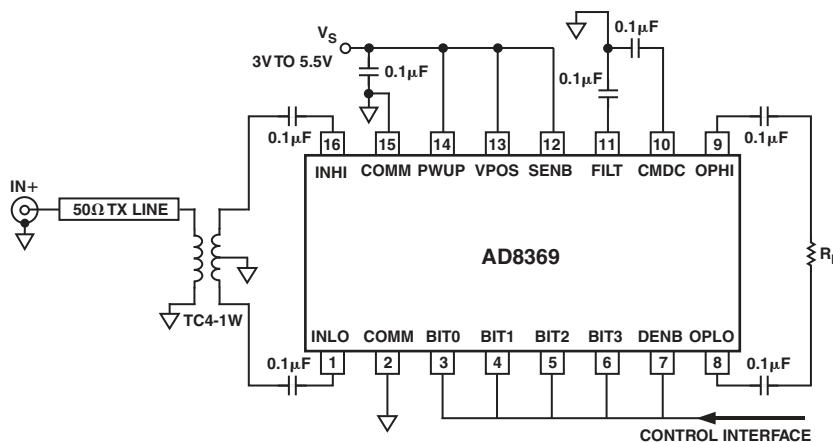 VS
3V TO 5.5V
0.1µF
0.1µF
0.1µF
0.1µF
0.1µF
16 15 14 13 12 11 10 9
INHI COMM PWUP VPOS SENB FILT CMDC OPHI
IN+
50Ω TX LINE
AD8369
TC4-1W
INLO COMM BIT0 BIT1 BIT2 BIT3 DENB OPLO
1 2 3 4 5 6 7 8
0.1µF
0.1µF
CONTROL INTERFACE